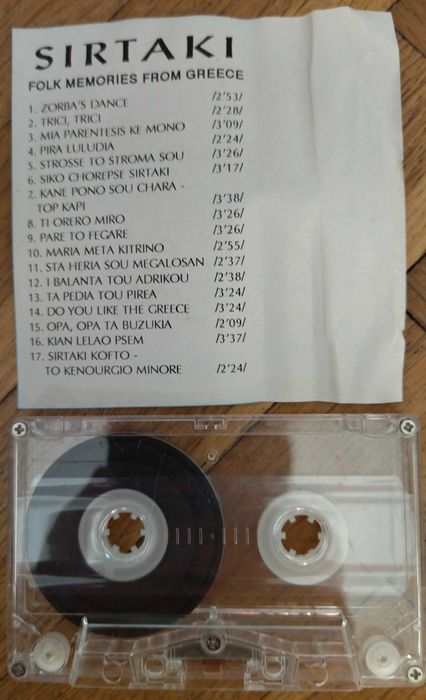 SIRTAKI
FOLK MEMORIES FROM GREECE
1. ZORBA'S DANCE /2'53/
2. TRICI, TRICI /2'28/
3. MIA PARENTESIS KE MONO /3'09/
4. PIRA LULUDIA /2'24/
5. STROSSE TO STROMA SOU /3'26/
6. SIKO CHOREPSE SIRTAKI /3'17/
7. KANE PONO SOU CHARA -
TOP KAPI /3'38/
8. TI ORERO MIRO /3'26/
9. PARE TO FEGARE /3'26/
10. MARIA META KITRINO /2'55/
11. STA HERIA SOU MEGALOSAN /2'37/
12. I BALANTA TOU ADRIKOU /2'38/
13. TA PEDIA TOU PIREA /3'24/
14. DO YOU LIKE THE GREECE /3'24/
15. OPA, OPA TA BUZUKIA /2'09/
16. KIAN LELAO PSEM /3'37/
17. SIRTAKI KOFTO -
TO KENOURGIO MINORE /2'24/